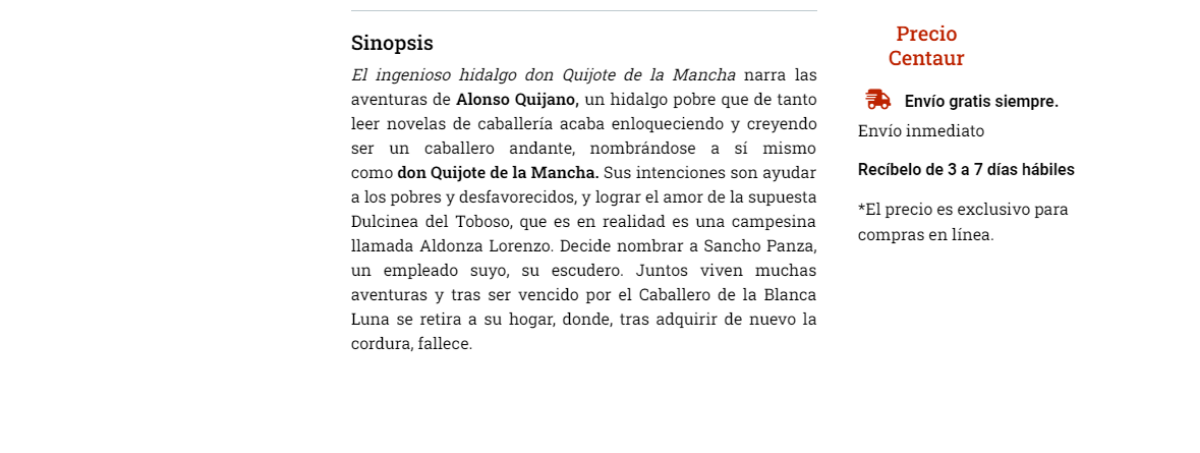 Sinopsis
El ingenioso hidalgo don Quijote de la Mancha narra las
aventuras de Alonso Quijano, un hidalgo pobre que de tanto
leer novelas de caballería acaba enloqueciendo y creyendo
ser un caballero andante, nombrándose a sí mismo
como don Quijote de la Mancha. Sus intenciones son ayudar
a los pobres y desfavorecidos, y lograr el amor de la supuesta
Dulcinea del Toboso, que es en realidad es una campesina
llamada Aldonza Lorenzo. Decide nombrar a Sancho Panza,
un empleado suyo, su escudero. Juntos viven muchas
aventuras y tras ser vencido por el Caballero de la Blanca
Luna se retira a su hogar, donde, tras adquirir de nuevo la
cordura, fallece.
Precio
Centaur
Envío gratis siempre.
Envío inmediato
Recíbelo de 3 a 7 días hábiles
*El precio es exclusivo para
compras en línea.